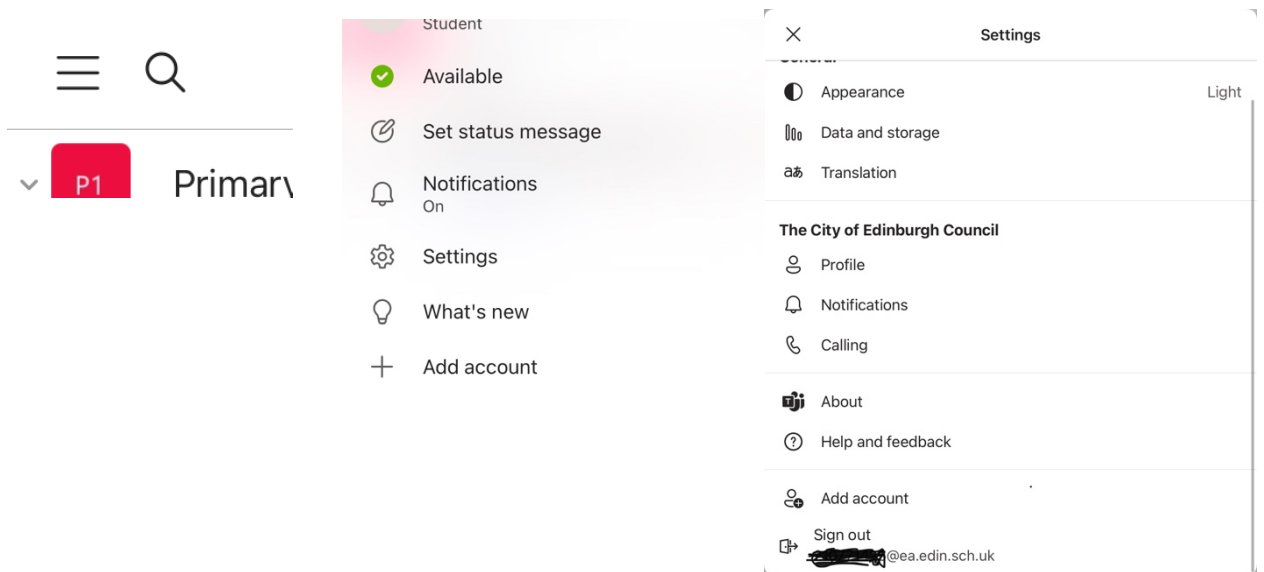 P1 Primary
Student
Available
Set status message
Notifications
On
Settings
What's new
Add account
Settings
General
Appearance Light
Data and storage
Translation
The City of Edinburgh Council
Profile
Notifications
Calling
About
Help and feedback
Add account
Sign out
@ea.edin.sch.uk